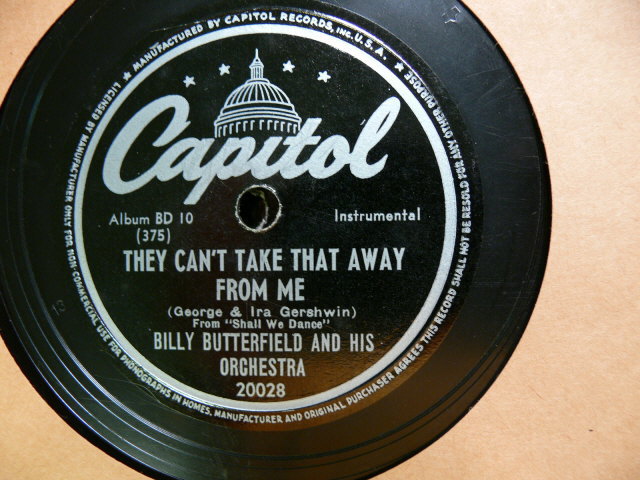 ★ MANUFACTURED BY CAPITOL RECORDS, INC. U.S.A. ★
LICENSED BY MANUFACTURER ONLY FOR NON-COMMERCIAL USE FOR PHONOGRAPHS IN HOMES. MANUFACTURER AND ORIGINAL PURCHASER AGREES THIS RECORD SHALL NOT BE RESOLD FOR ANY OTHER PURPOSE
Capitol
Album BD 10 Instrumental
(375)
THEY CAN'T TAKE THAT AWAY
FROM ME
(George & Ira Gershwin)
From "Shall We Dance"
BILLY BUTTERFIELD AND HIS
ORCHESTRA
20028